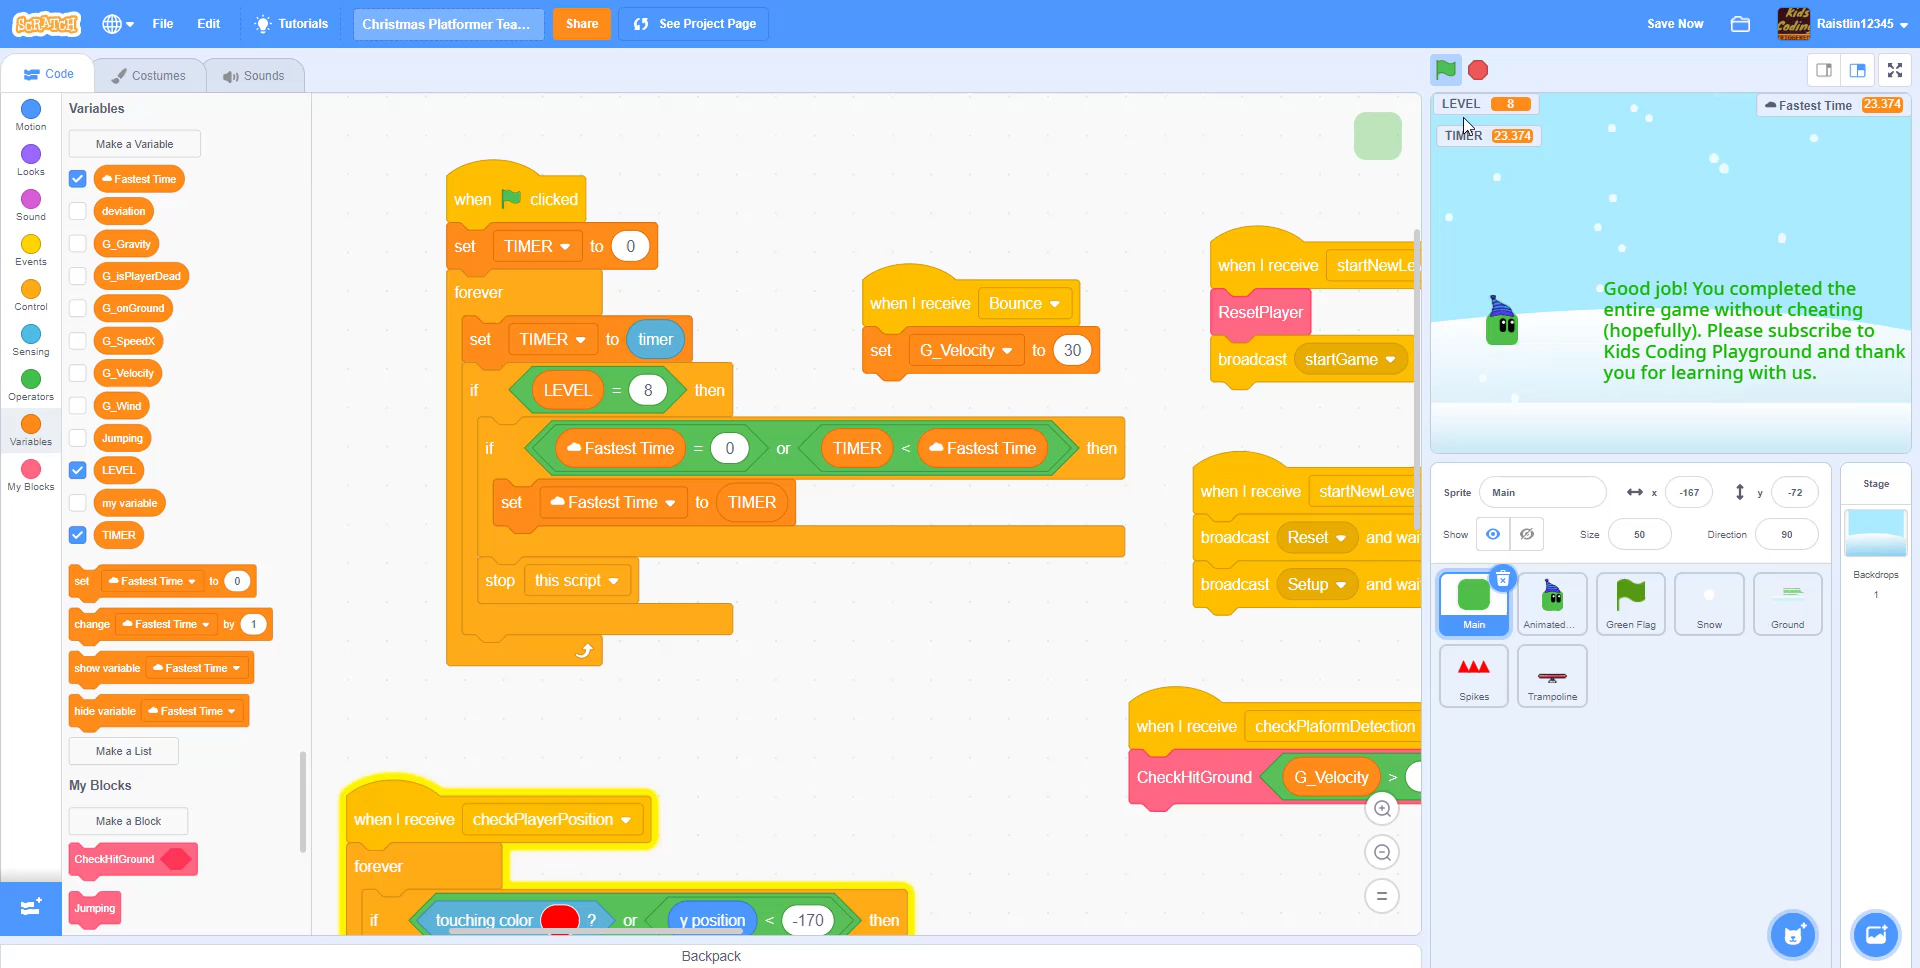 SCRATCH
File
Edit
Tutorials
Christmas Platformer Tea...
Share
See Project Page
Save Now
Kids
Coding
Raistlin12345
Code
Costumes
Sounds
Motion
Looks
Sound
Events
Control
Sensing
Operators
Variables
My Blocks
Variables
Make a Variable
Fastest Time
deviation
G_Gravity
G_isPlayerDead
G_onGround
G_SpeedX
G_Velocity
G_Wind
Jumping
LEVEL
my variable
TIMER
set Fastest Time to 0
change Fastest Time by 1
show variable Fastest Time
hide variable Fastest Time
Make a List
My Blocks
Make a Block
CheckHitGround
Jumping
when clicked
set TIMER to 0
forever
set TIMER to timer
if LEVEL = 8 then
if Fastest Time = 0 or TIMER < Fastest Time then
set Fastest Time to TIMER
stop this script
when I receive Bounce
set G_Velocity to 30
when I receive startNewLe
ResetPlayer
broadcast startGame
when I receive startNewLeve
broadcast Reset and wai
broadcast Setup and wai
when I receive checkPlaformDetection
CheckHitGround G_Velocity >
when I receive checkPlayerPosition
forever
if touching color ? or y position < -170 then
Backpack
LEVEL 8
TIMER 23.374
Fastest Time 23.374
Good job! You completed the
entire game without cheating
(hopefully). Please subscribe to
Kids Coding Playground and thank
you for learning with us.
Sprite Main x -167 y -72
Show Size 50 Direction 90
Main
Animated...
Green Flag
Snow
Ground
Spikes
Trampoline
Stage
Backdrops
1